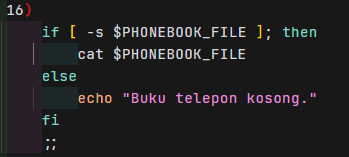 16)
if [ -s $PHONEBOOK_FILE ]; then
cat $PHONEBOOK_FILE
else
echo "Buku telepon kosong."
fi
;;